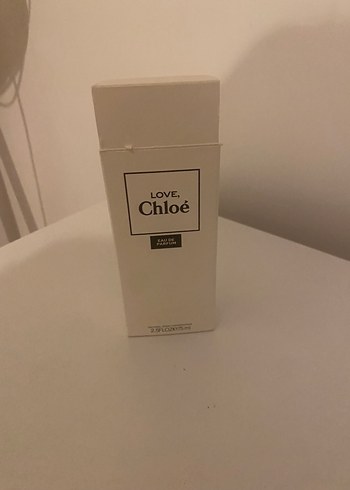 LOVE,
Chloé
EAU DE
PARFUM